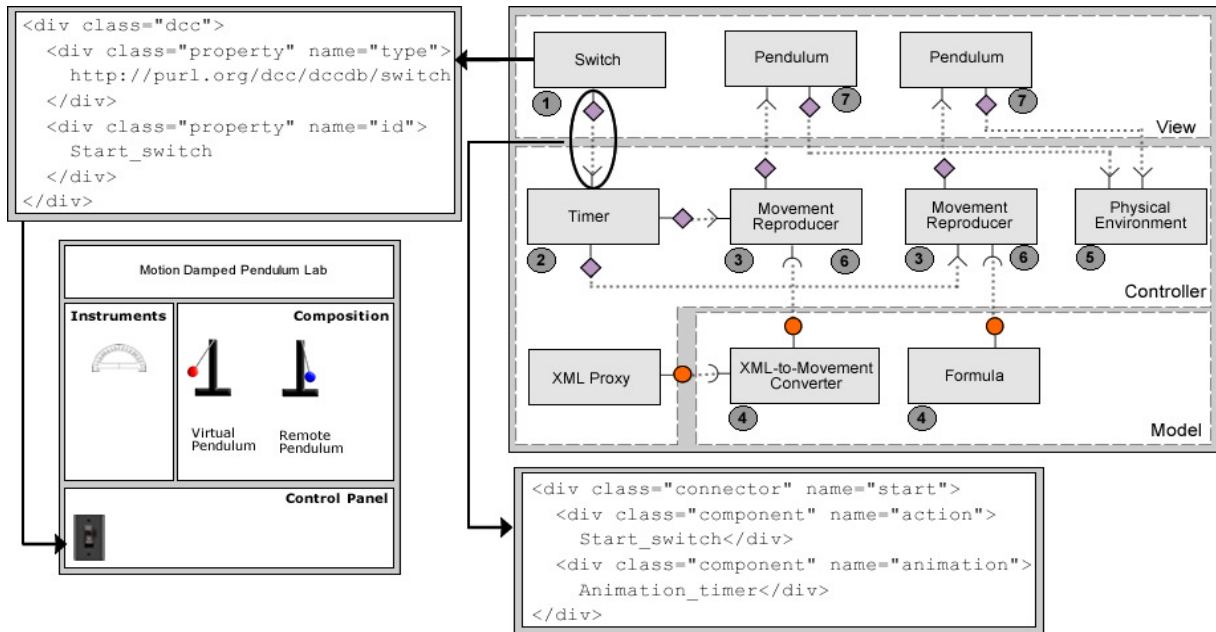 <div class="dcc">
<div class="property" name="type">
http://purl.org/dcc/dccdb/switch
</div>
<div class="property" name="id">
Start_switch
</div>
</div>
Switch
Pendulum
Pendulum
1
7
7
View
Timer
Movement
Reproducer
Movement
Reproducer
Physical
Environment
2
3
6
3
6
5
Controller
XML Proxy
XML-to-Movement
Converter
Formula
4
4
Model
Motion Damped Pendulum Lab
Instruments
Composition
Virtual
Pendulum
Remote
Pendulum
Control Panel
<div class="connector" name="start">
<div class="component" name="action">
Start_switch</div>
<div class="component" name="animation">
Animation_timer</div>
</div>